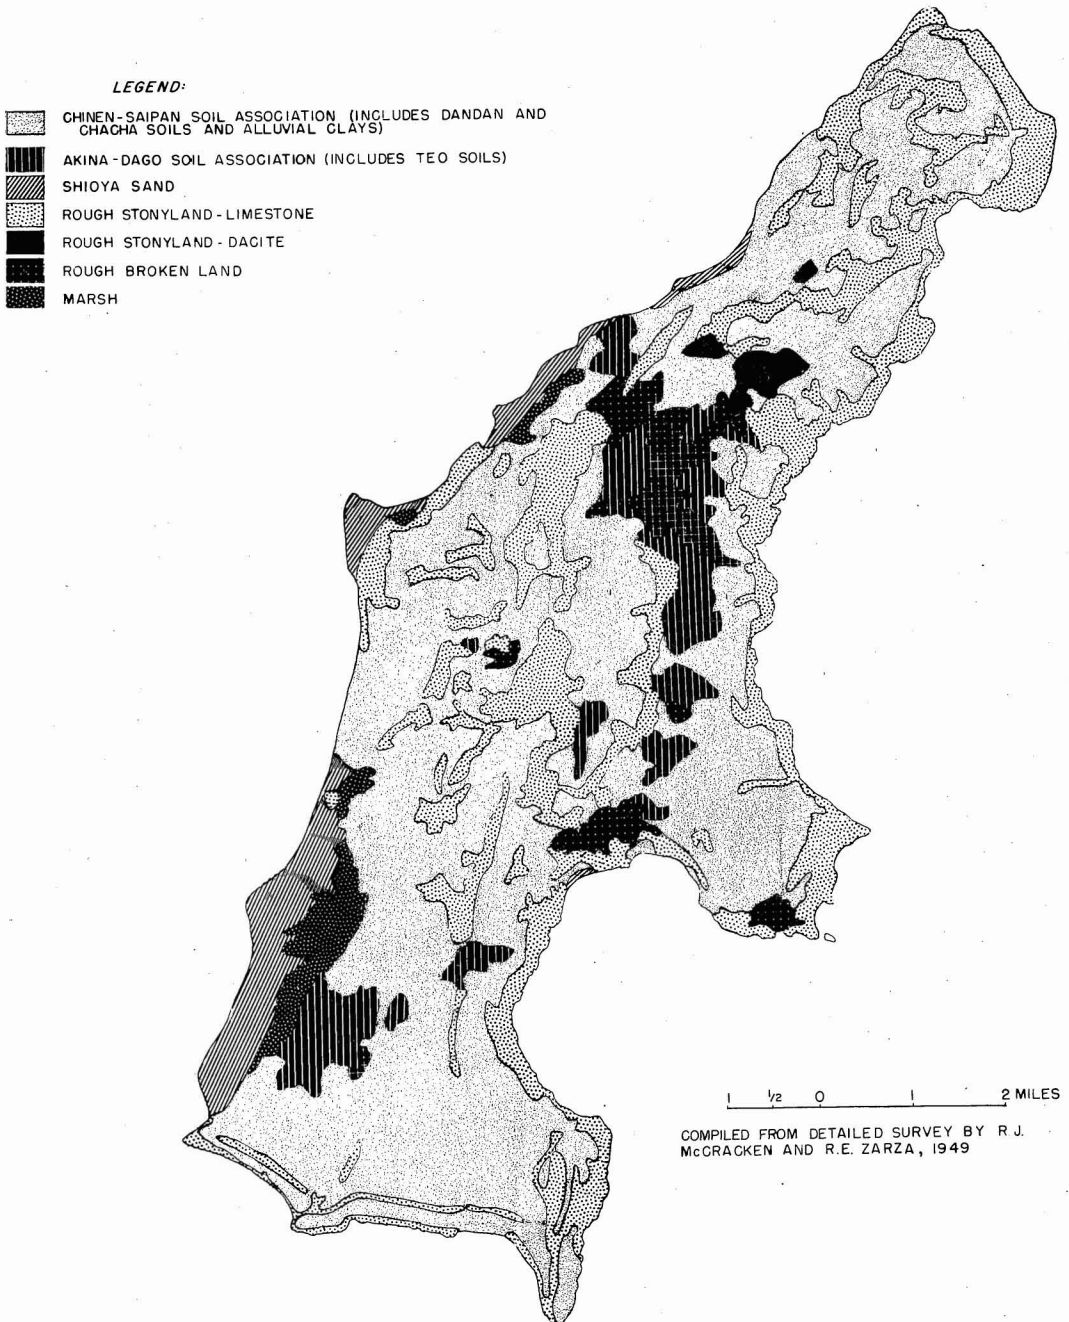 LEGEND:
CHINEN-SAIPAN SOIL ASSOCIATION (INCLUDES DANDAN AND
CHACHA SOILS AND ALLUVIAL CLAYS)
AKINA-DAGO SOIL ASSOCIATION (INCLUDES TEO SOILS)
SHIOYA SAND
ROUGH STONYLAND-LIMESTONE
ROUGH STONYLAND-DACITE
ROUGH BROKEN LAND
MARSH
1 1/2 0 1 2 MILES
COMPILED FROM DETAILED SURVEY BY R.J.
McCRACKEN AND R.E. ZARZA, 1949